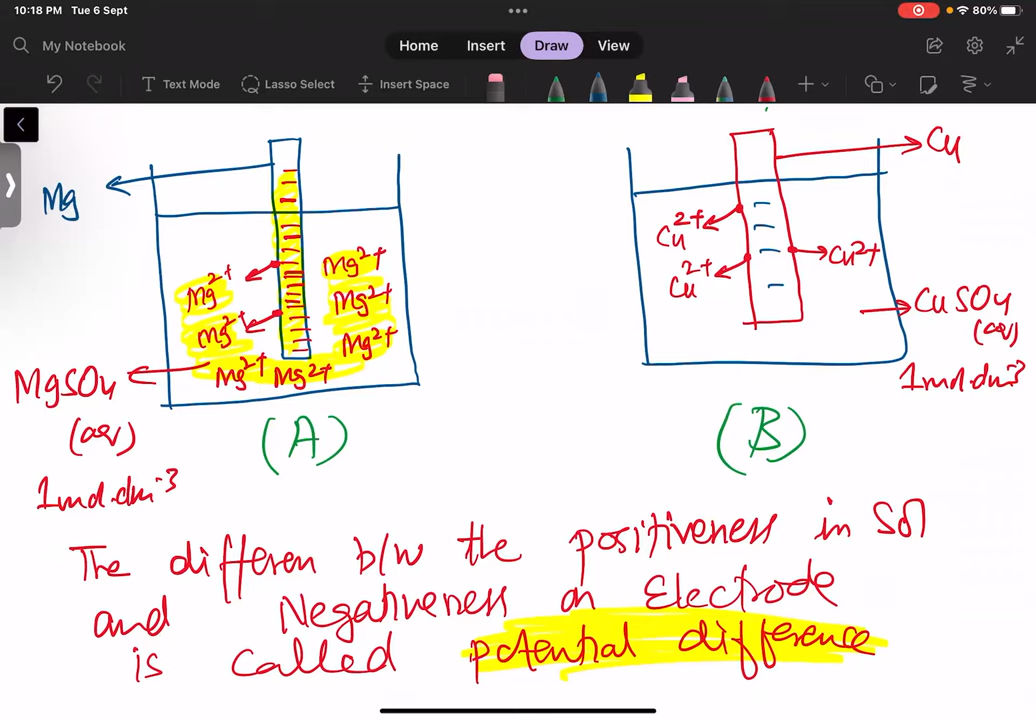 10:18 PM Tue 6 Sept
80%
My Notebook
Home Insert Draw View
Text Mode Lasso Select Insert Space
Mg
Mg2+
Mg2+
Mg2+
Mg2+
Mg2+
Mg2+ Mg2+
MgSO4
(aq)
1mol.dm-3
(A)
Cu
Cu2+
Cu2+
Cu2+
CuSO4
(aq)
1mol.dm-3
(B)
The differen b/w the positiveness in Sol
and Negativeness on Electrode
is called potential difference